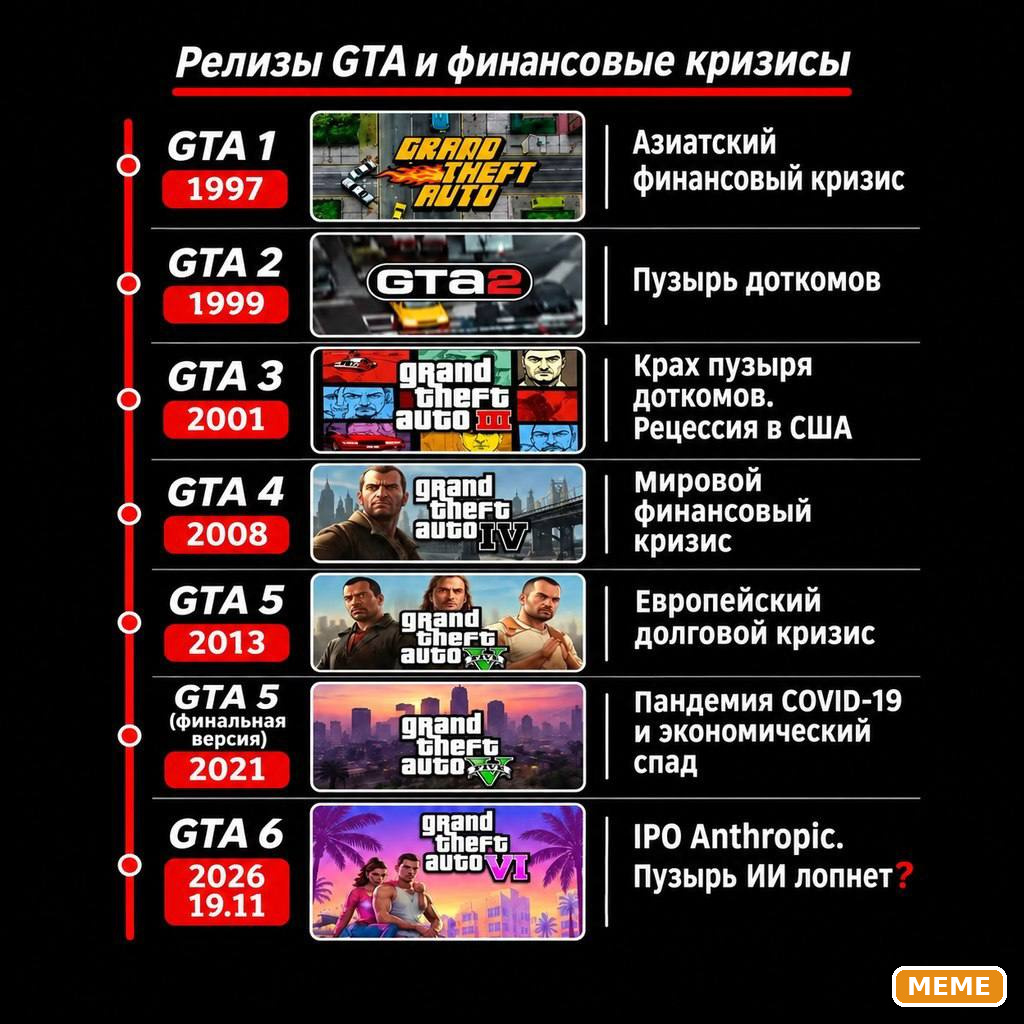 Релизы GTA и финансовые кризисы
GTA 1
1997
GRAND
THEFT
AUTO
Азиатский
финансовый кризис
GTA 2
1999
GTA2
Пузырь доткомов
GTA 3
2001
grand
theft
auto III
Крах пузыря
доткомов.
Рецессия в США
GTA 4
2008
grand
theft
auto IV
Мировой
финансовый
кризис
GTA 5
2013
grand
theft
auto V
FIVE
Европейский
долговой кризис
GTA 5
(финальная
версия)
2021
grand
theft
auto V
FIVE
Пандемия COVID-19
и экономический
спад
GTA 6
2026
19.11
grand
theft
auto VI
IPO Anthropic.
Пузырь ИИ лопнет?
MEME